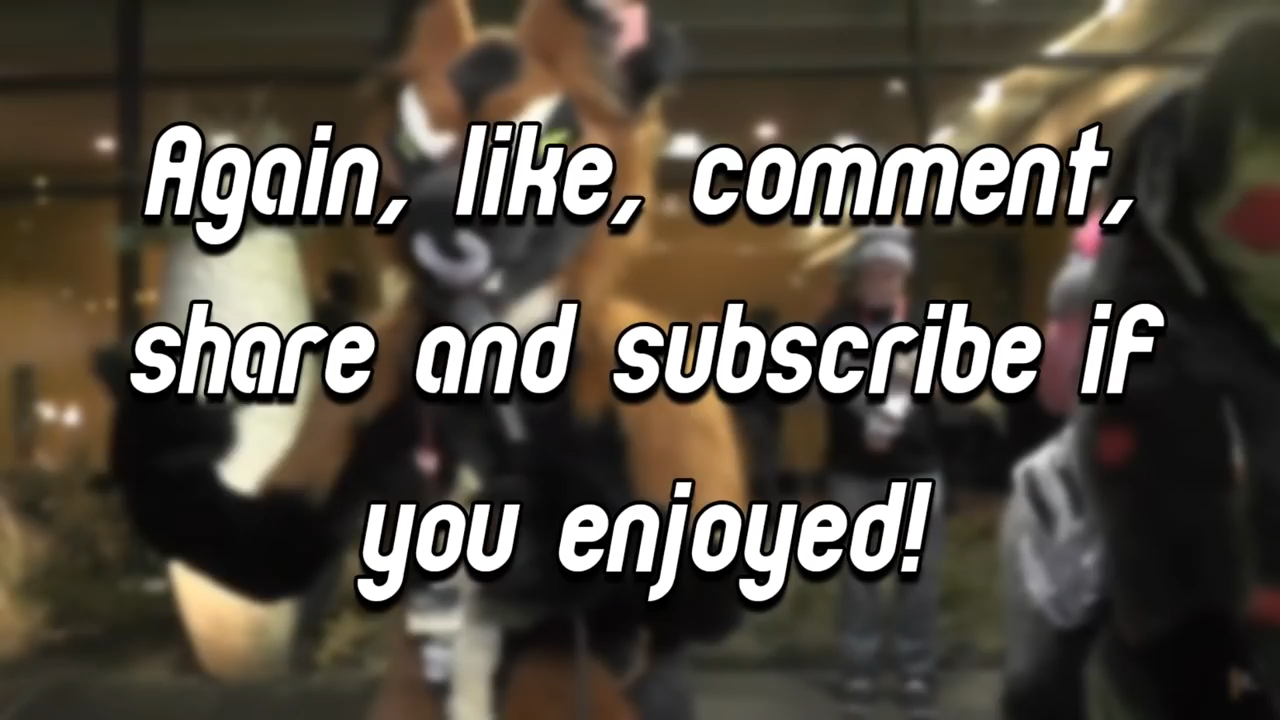 Again, like, comment,
share and subscribe if
you enjoyed!